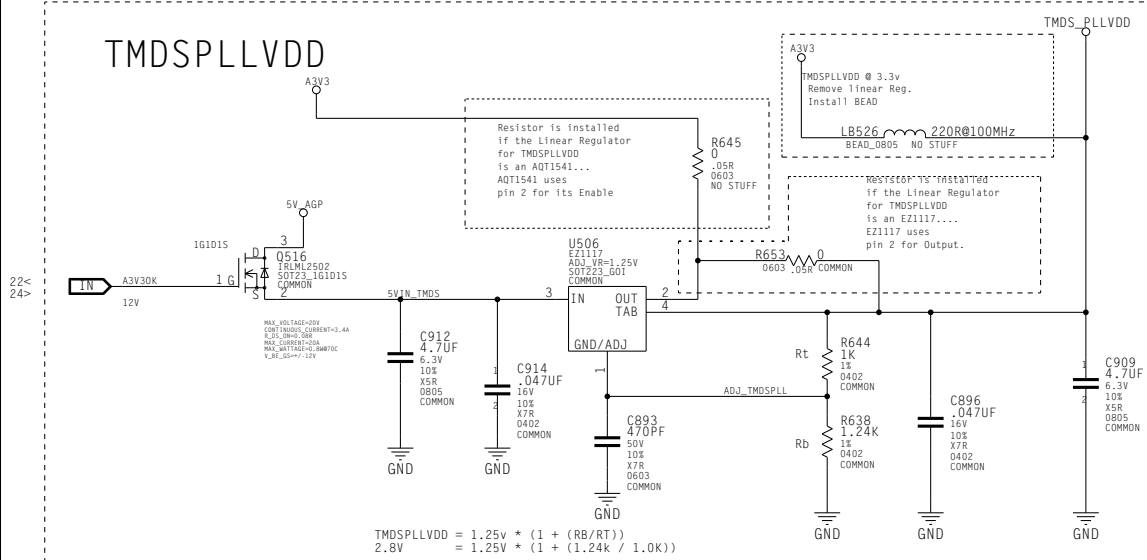 TMDSPLLVDD
A3V3
Resistor is installed
if the Linear Regulator
for TMDSPLLVDD
is an AQT1541...
AQT1541 uses
pin 2 for its Enable
R645
0
.05R
0603
NO STUFF
A3V3
TMDSPLLVDD @ 3.3v
Remove linear Reg.
Install BEAD
LB526 220R@100MHz
BEAD_0805 NO STUFF
TMDS_PLLVDD
Resistor is installed
if the Linear Regulator
for TMDSPLLVDD
is an EZ1117....
EZ1117 uses
pin 2 for Output.
R653 0
0603 .05R COMMON
5V_AGP
1G1D1S
3
D
Q516
IRLML2502
SOT23_1G1D1S
COMMON
1 G
S 2
22<
24>
IN
A3V3OK
12V
MAX_VOLTAGE=20V
CONTINUOUS_CURRENT=3.4A
R_DS_ON=0.08R
MAX_CURRENT=20A
MAX_WATTAGE=0.8W@70C
V_BE_GS=+/-12V
5VIN_TMDS
U506
EZ1117
ADJ_VR=1.25V
SOT223_GOI
COMMON
3 IN
OUT 2
TAB 4
GND/ADJ
1
C912
4.7UF
6.3V
10%
X5R
0805
COMMON
GND
1
2
C914
.047UF
16V
10%
X7R
0402
COMMON
GND
C893
470PF
50V
10%
X7R
0603
COMMON
GND
ADJ_TMDSPLL
Rt
R644
1K
1%
0402
COMMON
Rb
R638
1.24K
1%
0402
COMMON
GND
C896
.047UF
16V
10%
X7R
0402
COMMON
GND
1
2
C909
4.7UF
6.3V
10%
X5R
0805
COMMON
GND
TMDSPLLVDD = 1.25v * (1 + (RB/RT))
2.8V = 1.25V * (1 + (1.24k / 1.0K))